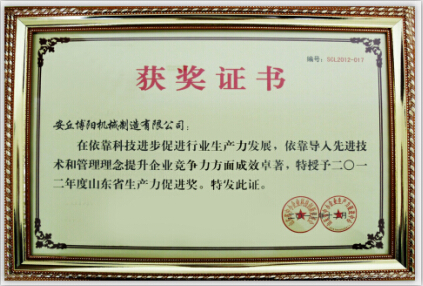 编号：SCL2012-017
获奖证书
安丘博阳机械制造有限公司：
在依靠科技进步促进行业生产力发展，依靠导入先进技
术和管理理念提升企业竞争力方面成效卓著，特授予二〇一
二年度山东省生产力促进奖。特发此证。